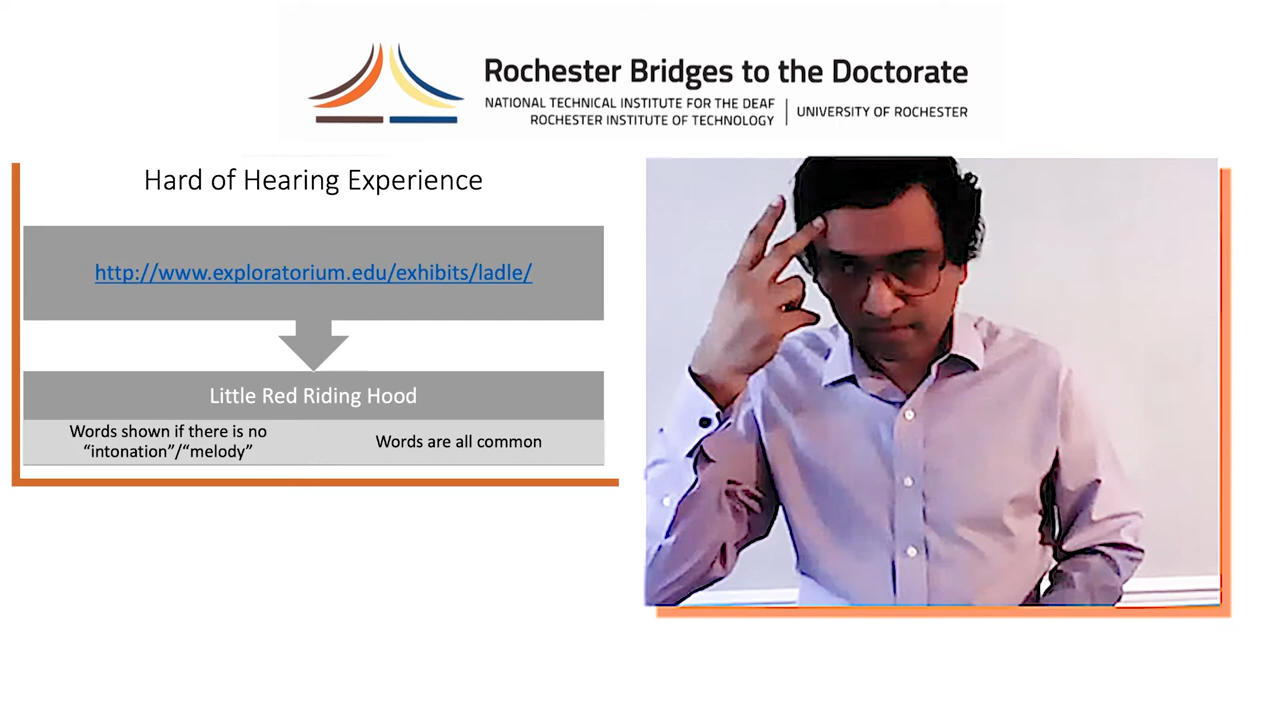 Rochester Bridges to the Doctorate
NATIONAL TECHNICAL INSTITUTE FOR THE DEAF
ROCHESTER INSTITUTE OF TECHNOLOGY
UNIVERSITY OF ROCHESTER
Hard of Hearing Experience
http://www.exploratorium.edu/exhibits/ladle/
Little Red Riding Hood
Words shown if there is no
“intonation”/“melody”
Words are all common